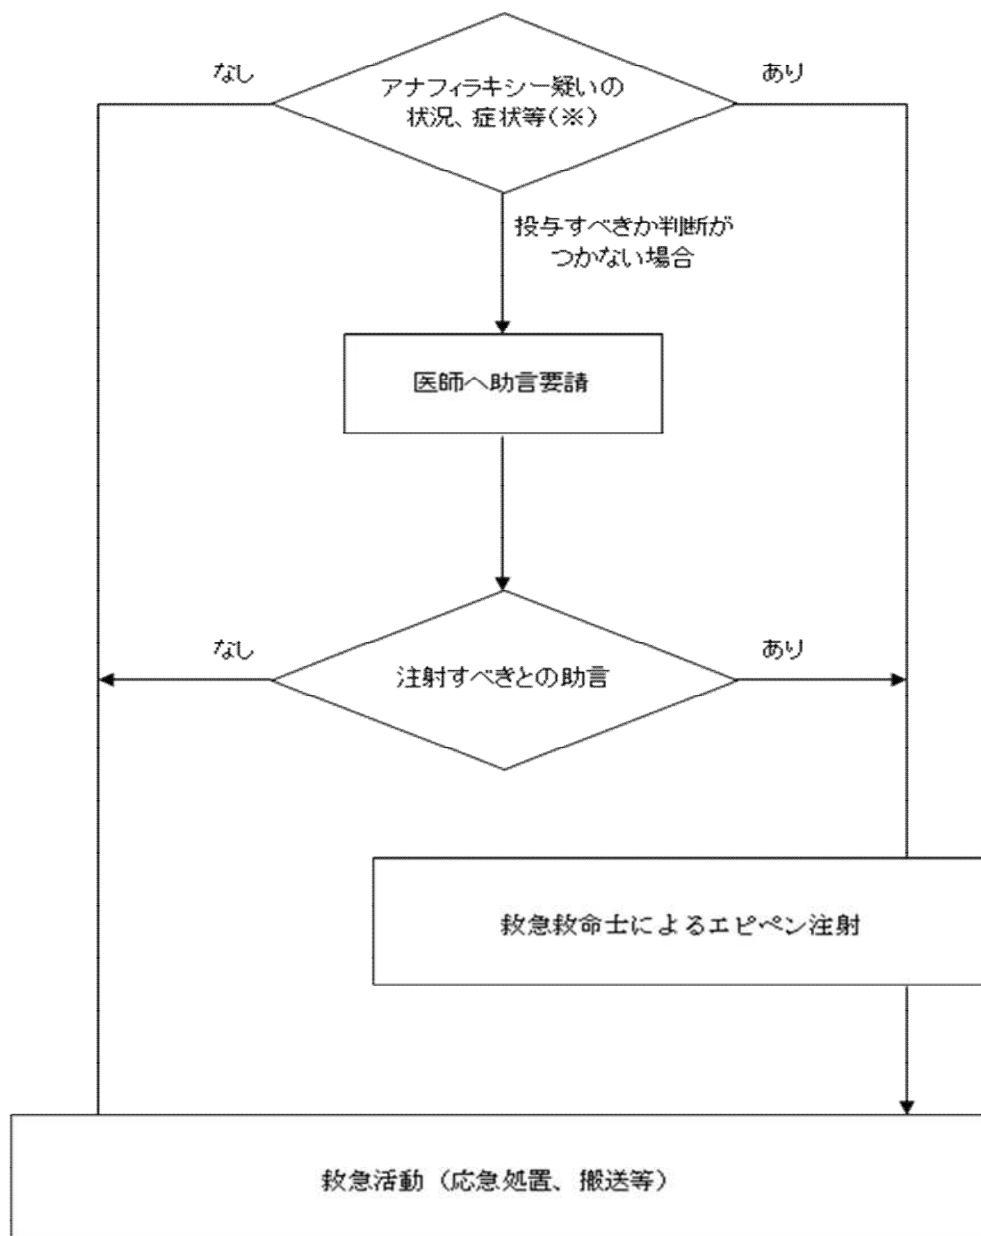 なし
アナフィラキシー疑いの
状況、症状等(※)
あり
投与すべきか判断が
つかない場合
医師へ助言要請
なし
注射すべきとの助言
あり
救急救命士によるエピペン注射
救急活動（応急処置、搬送等）